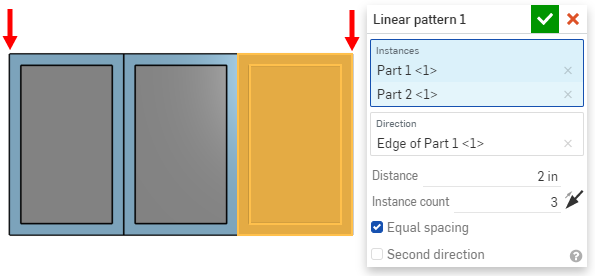 Linear pattern 1
Instances
Part 1 <1>
Part 2 <1>
Direction
Edge of Part 1 <1>
Distance 2 in
Instance count 3
Equal spacing
Second direction